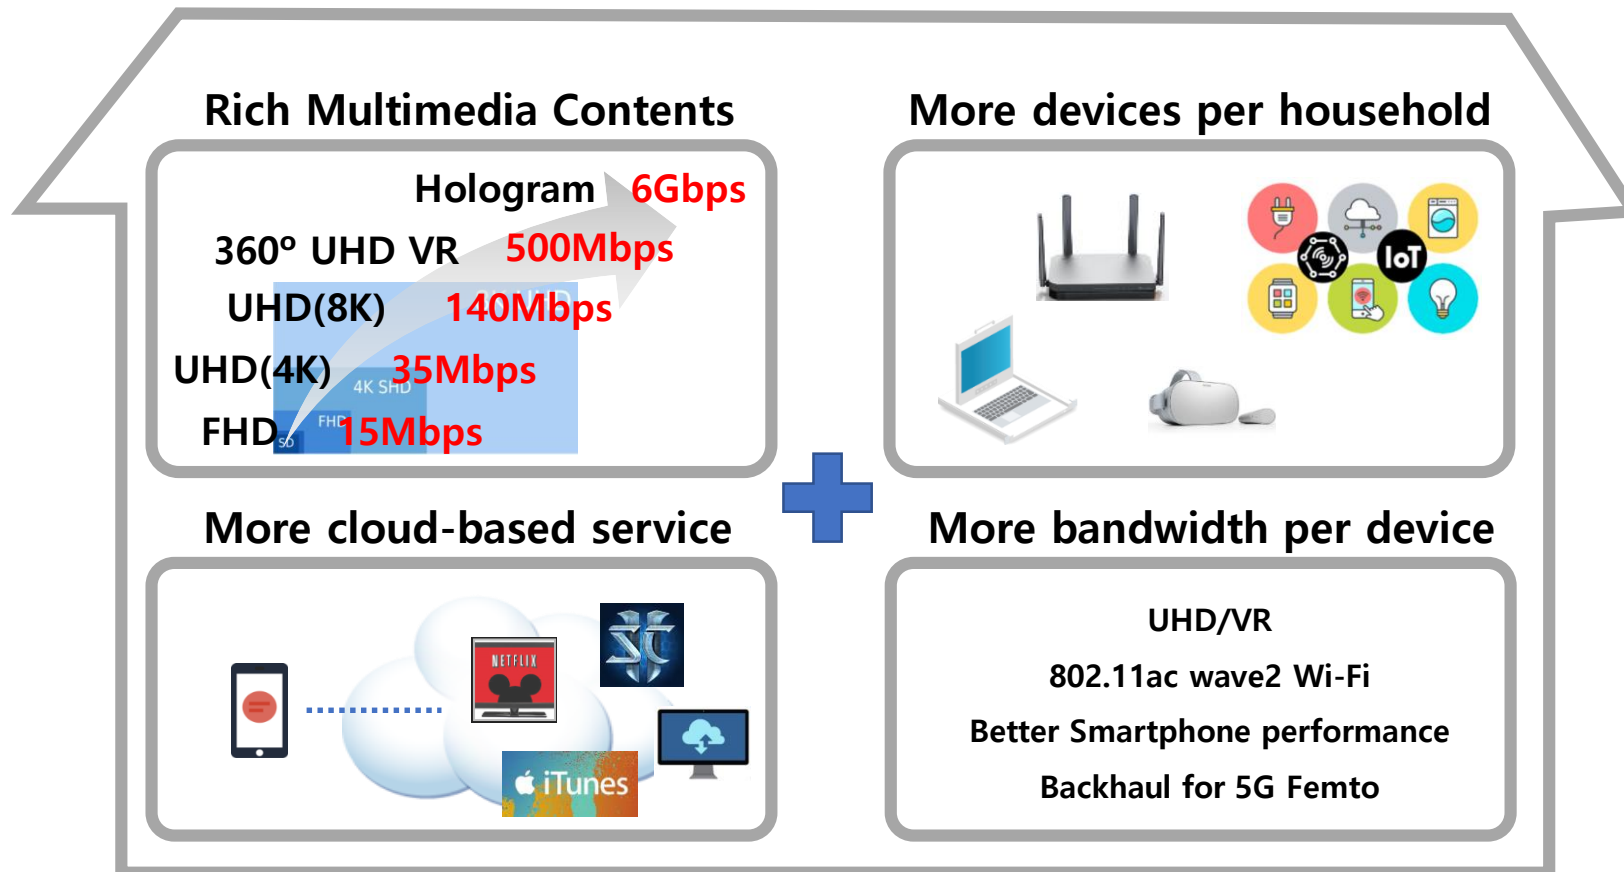 Rich Multimedia Contents
Hologram 6Gbps
360º UHD VR 500Mbps
UHD(8K) 140Mbps
UHD(4K) 35Mbps
4K SHD
FHD 15Mbps
FHD
SD
More devices per household
IoT
More cloud-based service
NETFLIX
SC
iTunes
More bandwidth per device
UHD/VR
802.11ac wave2 Wi-Fi
Better Smartphone performance
Backhaul for 5G Femto